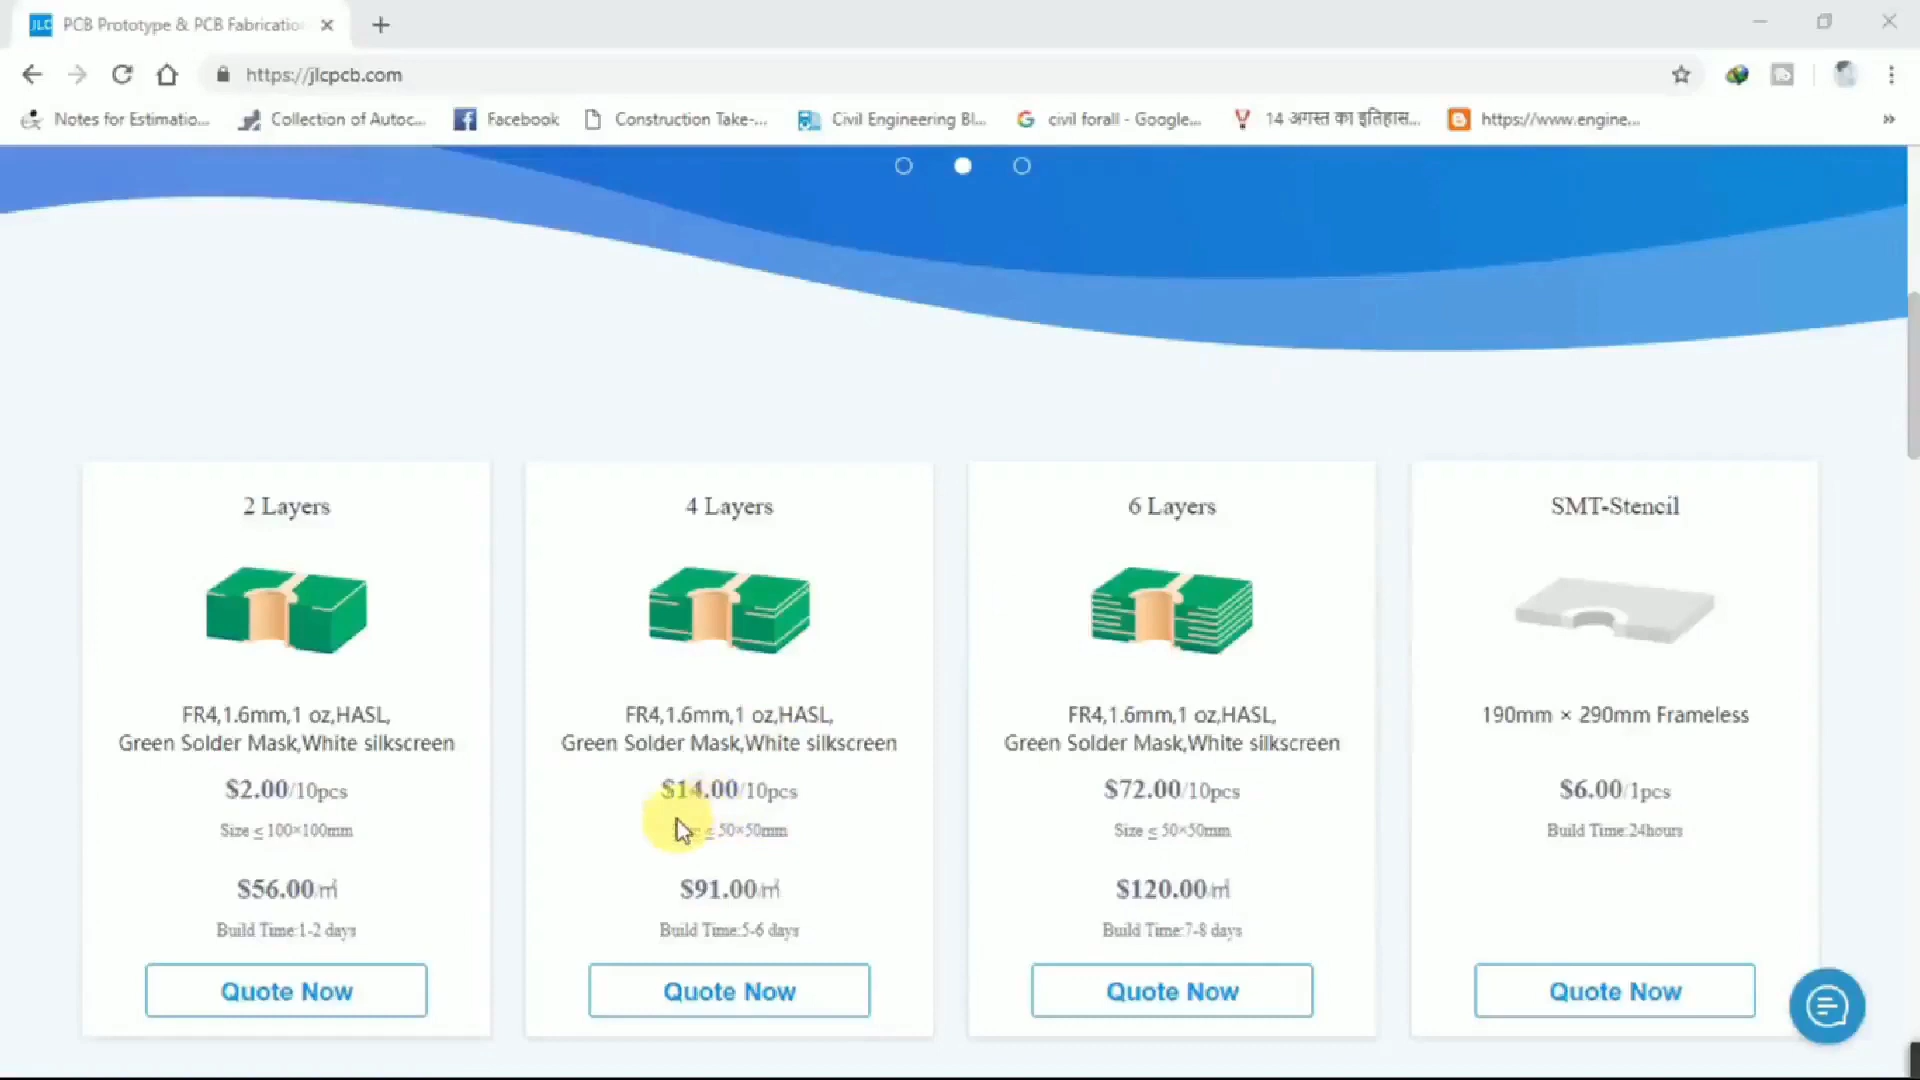 JLC PCB Prototype & PCB Fabricatio
https://jlcpcb.com
Notes for Estimatio... Collection of Autoc... Facebook Construction Take-... Civil Engineering Bl... civil forall - Google... 14 अगस्त का इतिहास... https://www.engine...
2 Layers
FR4,1.6mm,1 oz,HASL,
Green Solder Mask,White silkscreen
$2.00/10pcs
Size ≤ 100×100mm
$56.00/㎡
Build Time:1-2 days
Quote Now
4 Layers
FR4,1.6mm,1 oz,HASL,
Green Solder Mask,White silkscreen
$14.00/10pcs
≤ 50×50mm
$91.00/㎡
Build Time:5-6 days
Quote Now
6 Layers
FR4,1.6mm,1 oz,HASL,
Green Solder Mask,White silkscreen
$72.00/10pcs
Size ≤ 50×50mm
$120.00/㎡
Build Time:7-8 days
Quote Now
SMT-Stencil
190mm × 290mm Frameless
$6.00/1pcs
Build Time:24hours
Quote Now